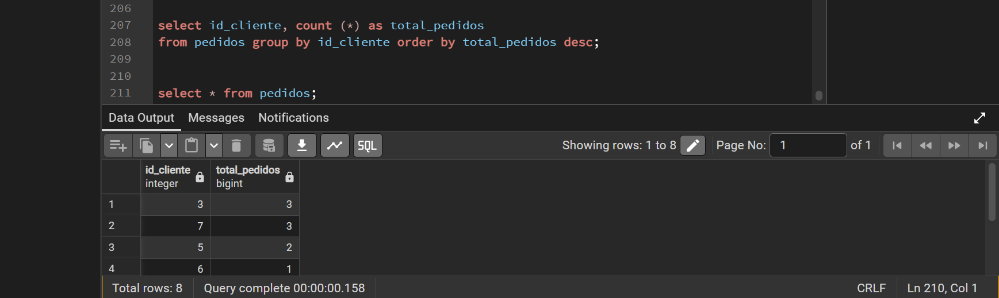 206
207 select id_cliente, count (*) as total_pedidos
208 from pedidos group by id_cliente order by total_pedidos desc;
209
210
211 select * from pedidos;
Data Output Messages Notifications
SQL Showing rows: 1 to 8 Page No: 1 of 1
id_cliente total_pedidos
integer bigint
1 3 3
2 7 3
3 5 2
4 6 1
Total rows: 8 Query complete 00:00:00.158 CRLF Ln 210, Col 1